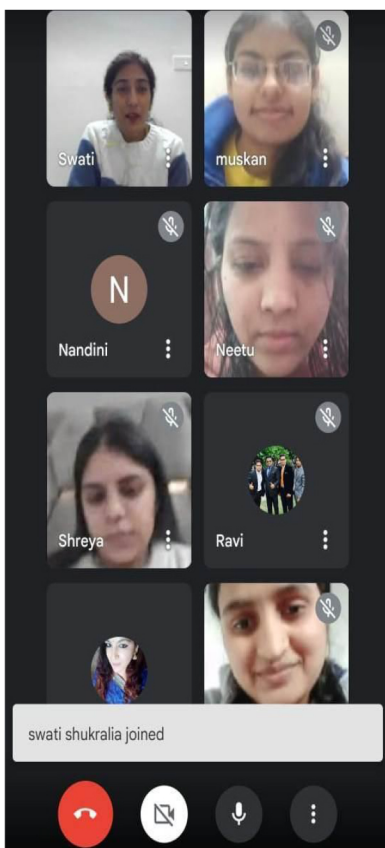 Swati
muskan
N
Nandini
Neetu
Shreya
Ravi
swati shukralia joined